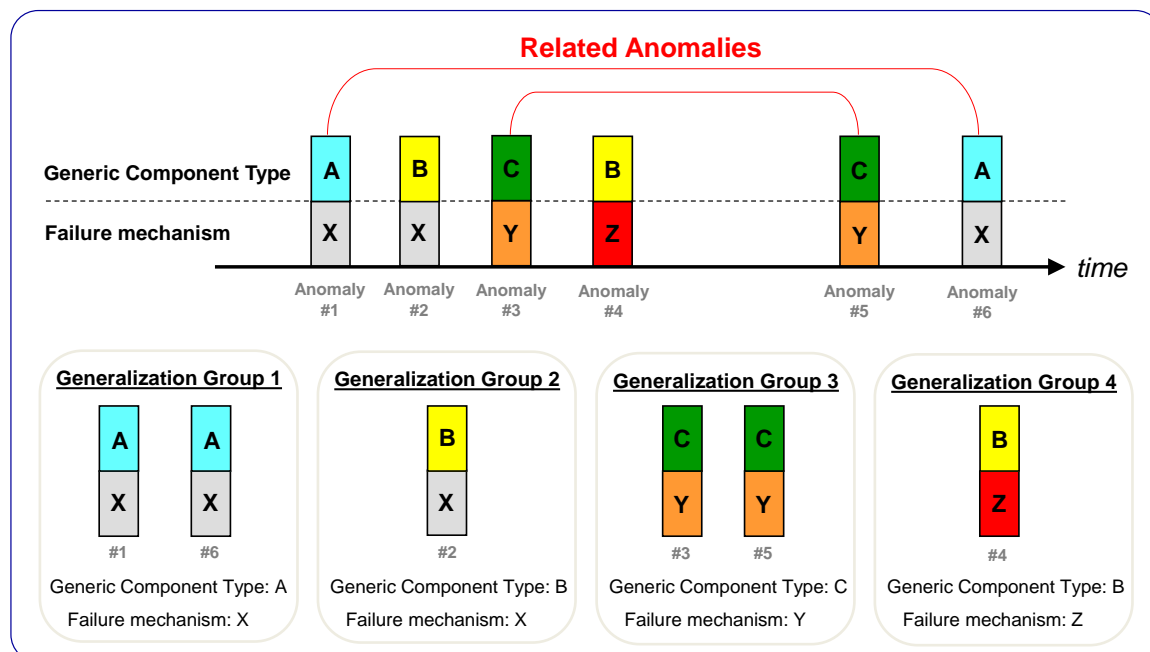 Related Anomalies
Generic Component Type
A B C B C A
Failure mechanism
X X Y Z Y X
time
Anomaly #1
Anomaly #2
Anomaly #3
Anomaly #4
Anomaly #5
Anomaly #6
Generalization Group 1
A A
X X
#1 #6
Generic Component Type: A
Failure mechanism: X
Generalization Group 2
B
X
#2
Generic Component Type: B
Failure mechanism: X
Generalization Group 3
C C
Y Y
#3 #5
Generic Component Type: C
Failure mechanism: Y
Generalization Group 4
B
Z
#4
Generic Component Type: B
Failure mechanism: Z